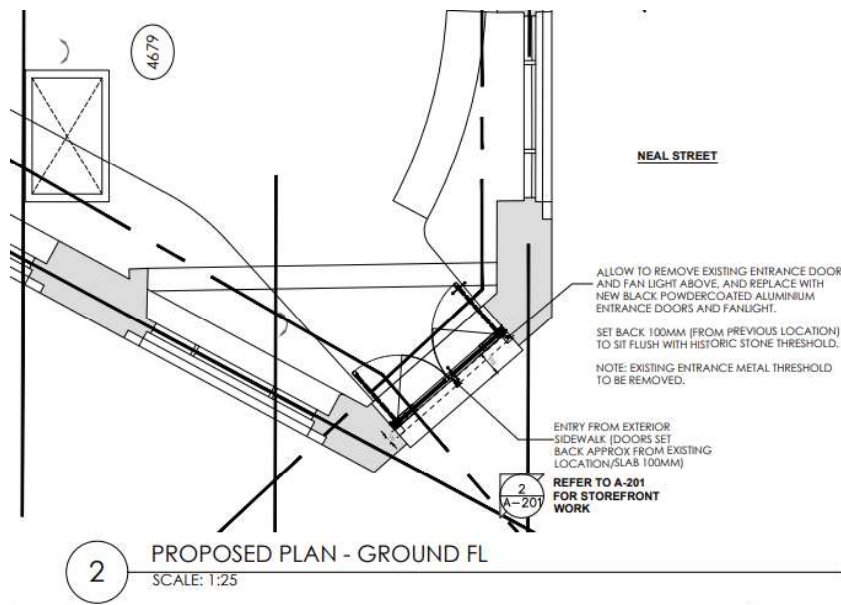 4679
NEAL STREET
ALLOW TO REMOVE EXISTING ENTRANCE DOOR
AND FAN LIGHT ABOVE, AND REPLACE WITH
NEW BLACK POWDERCOATED ALUMINIUM
ENTRANCE DOORS AND FANLIGHT.
SET BACK 100MM (FROM PREVIOUS LOCATION)
TO SIT FLUSH WITH HISTORIC STONE THRESHOLD.
NOTE: EXISTING ENTRANCE METAL THRESHOLD
TO BE REMOVED.
ENTRY FROM EXTERIOR
SIDEWALK (DOORS SET
BACK APPROX FROM EXISTING
LOCATION/SLAB 100MM)
2
A-201
REFER TO A-201
FOR STOREFRONT
WORK
2
PROPOSED PLAN - GROUND FL
SCALE: 1:25